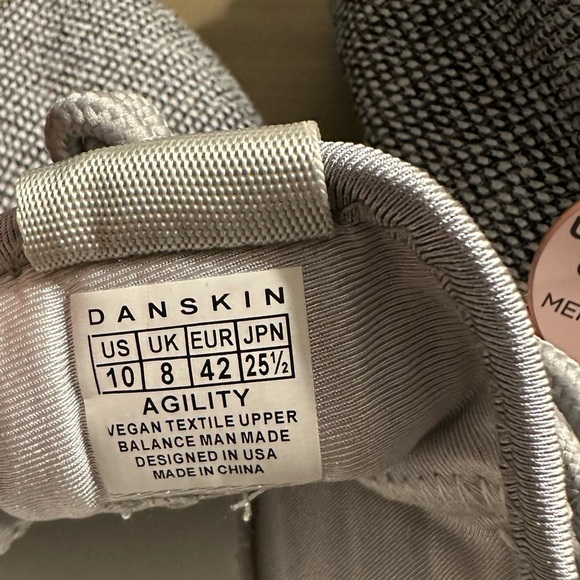 DANSKIN
US UK EUR JPN
10 8 42 25½
AGILITY
VEGAN TEXTILE UPPER
BALANCE MAN MADE
DESIGNED IN USA
MADE IN CHINA